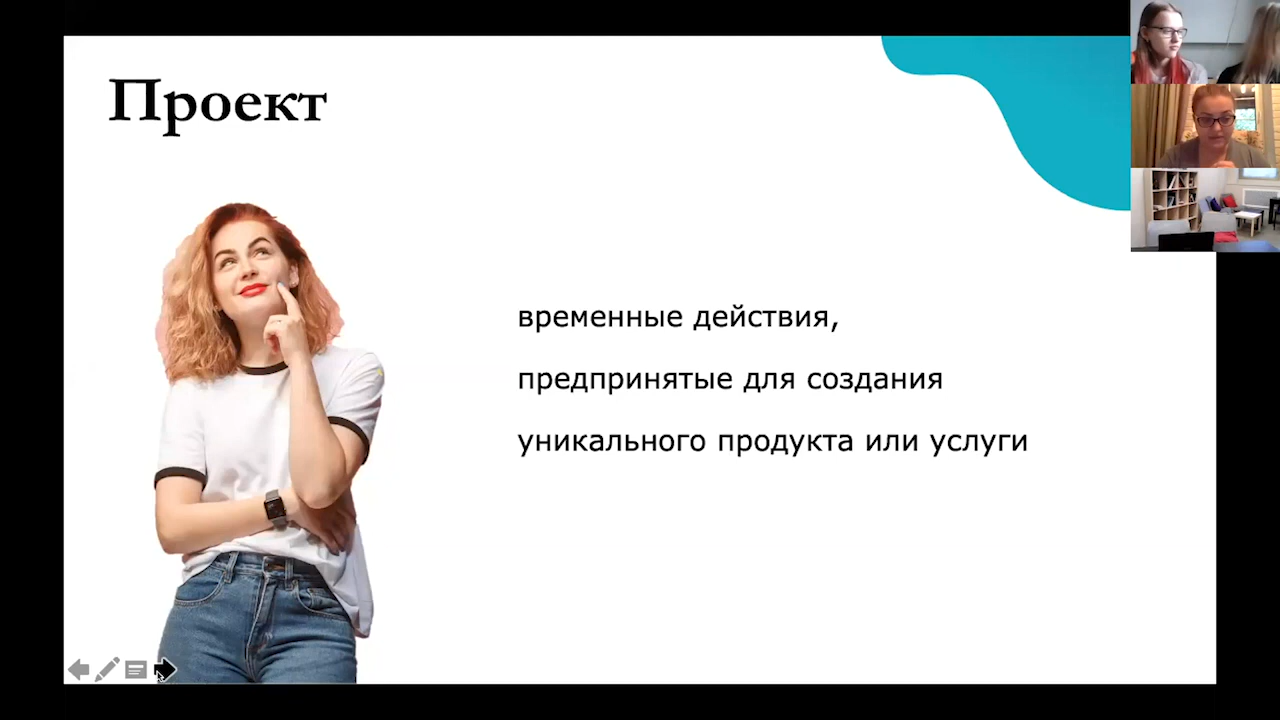 Проект
временные действия,
предпринятые для создания
уникального продукта или услуги